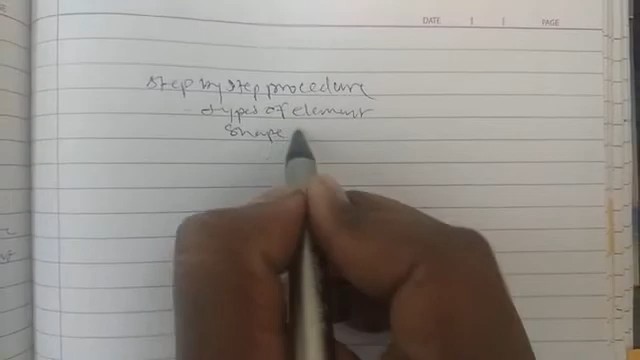 DATE PAGE
Step by step procedure
types of element
Shape